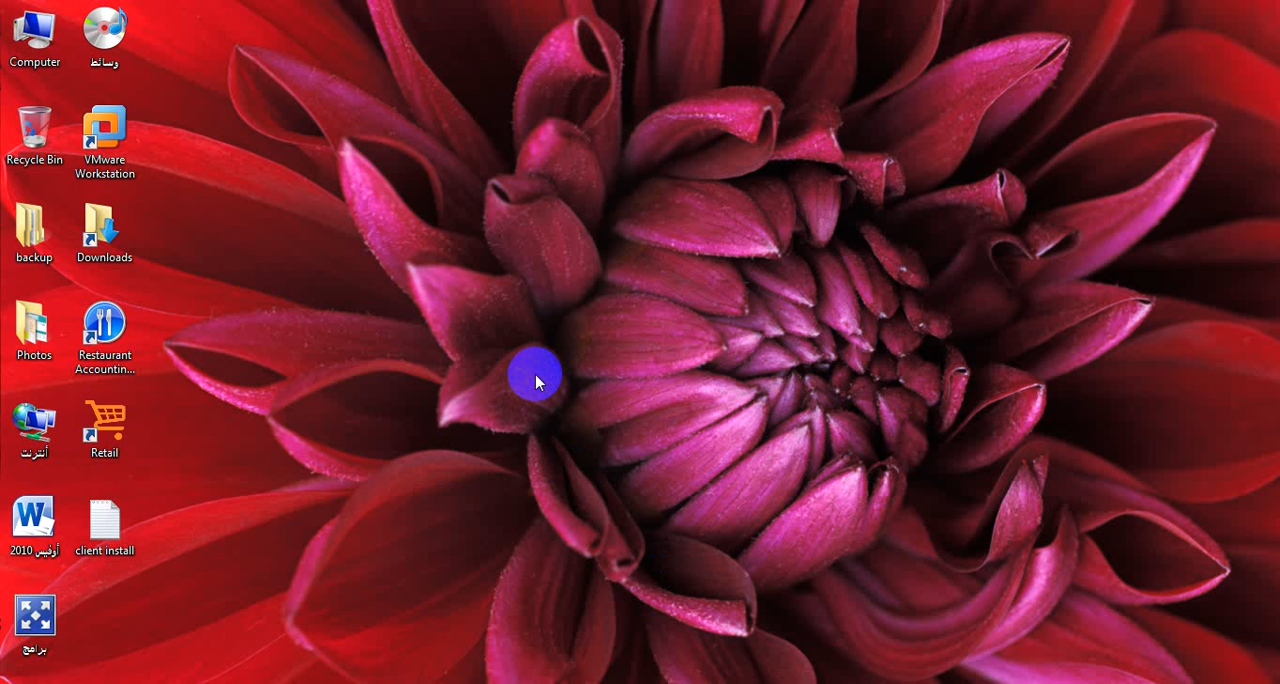 Computer
وسائط
Recycle Bin
VMware
Workstation
backup
Downloads
Photos
Restaurant
Accountin...
أنترنت
Retail
أوفيس 2010
client install
برامج